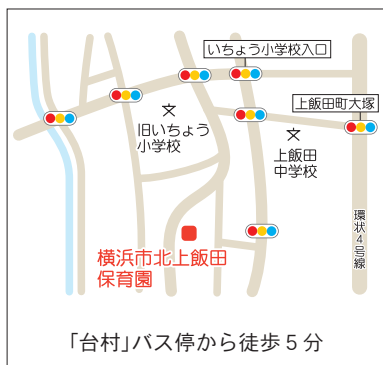 いちょう小学校入口
上飯田町大塚
旧いちょう
小学校
上飯田
中学校
環状4号線
横浜市北上飯田
保育園
「台村」バス停から徒歩5分